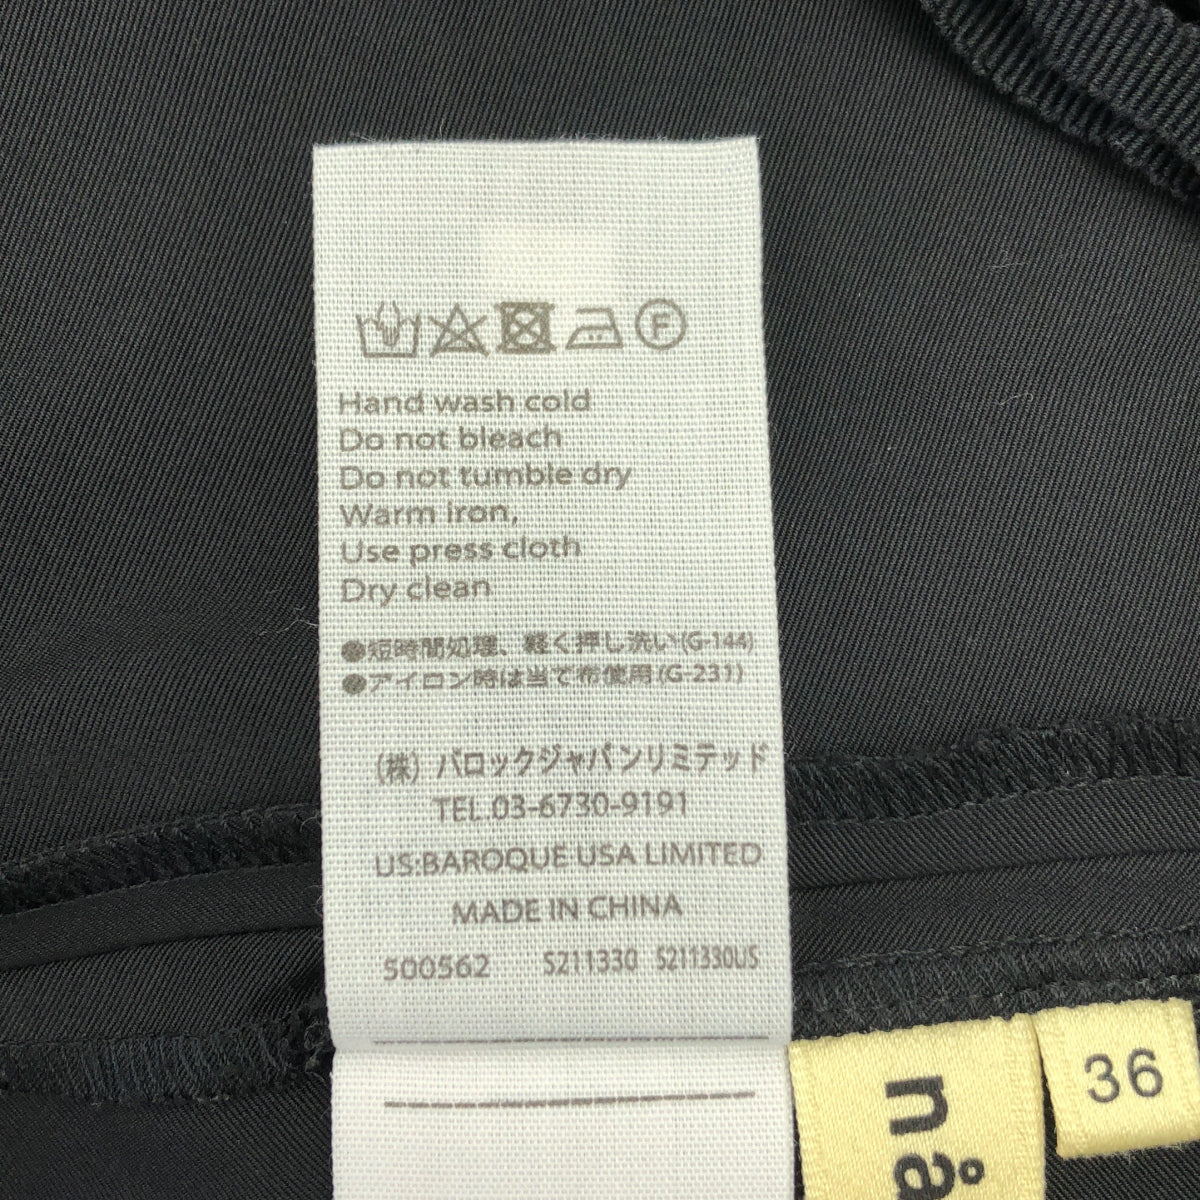 F
Hand wash cold
Do not bleach
Do not tumble dry
Warm iron,
Use press cloth
Dry clean
●短時間処理、軽く押し洗い(G-144)
●アイロン時は当て布使用(G-231)
(株) バロックジャパンリミテッド
TEL.03-6730-9191
US:BAROQUE USA LIMITED
MADE IN CHINA
500562 S211330 S211330US
36
nå